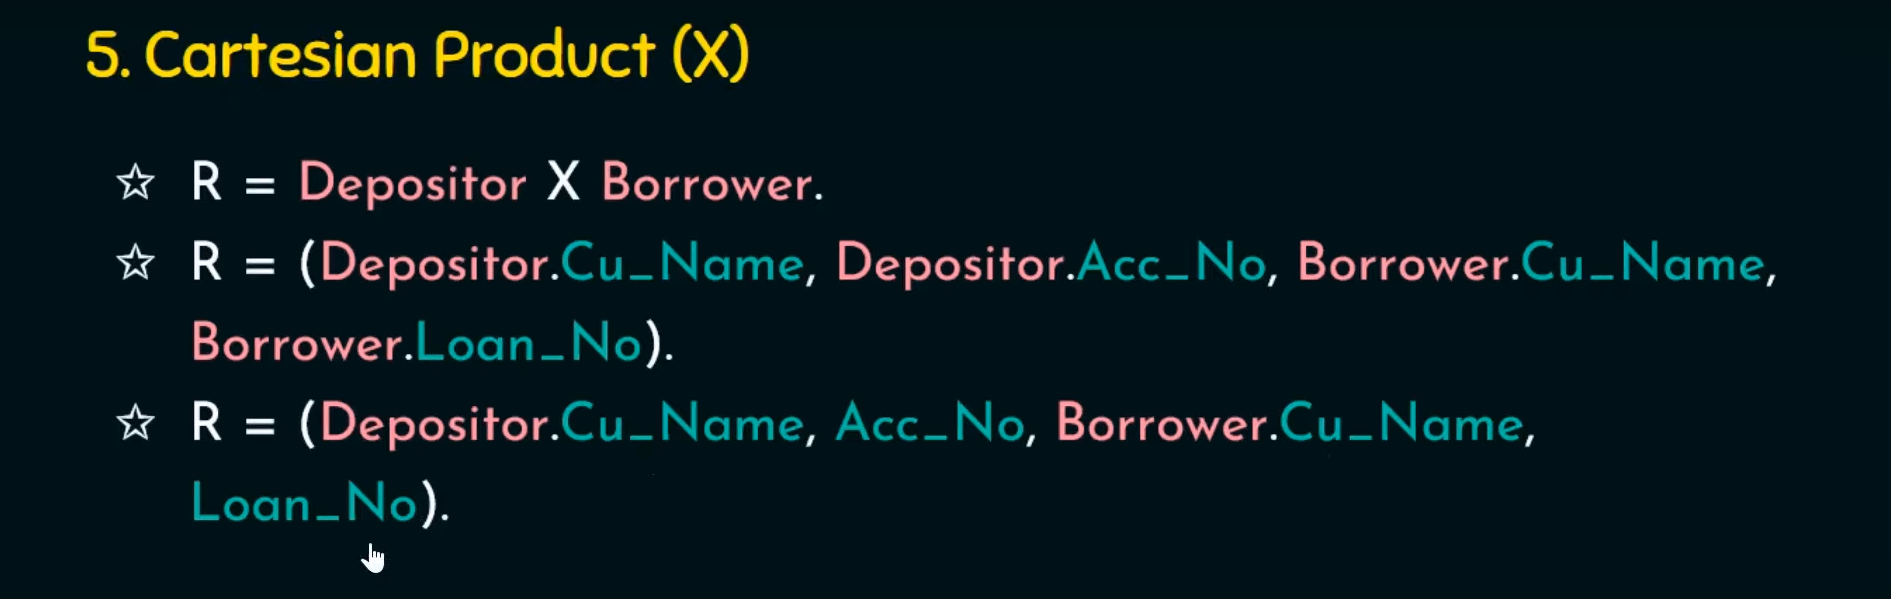 5. Cartesian Product (X)
☆ R = Depositor X Borrower.
☆ R = (Depositor.Cu_Name, Depositor.Acc_No, Borrower.Cu_Name,
Borrower.Loan_No).
☆ R = (Depositor.Cu_Name, Acc_No, Borrower.Cu_Name,
Loan_No).